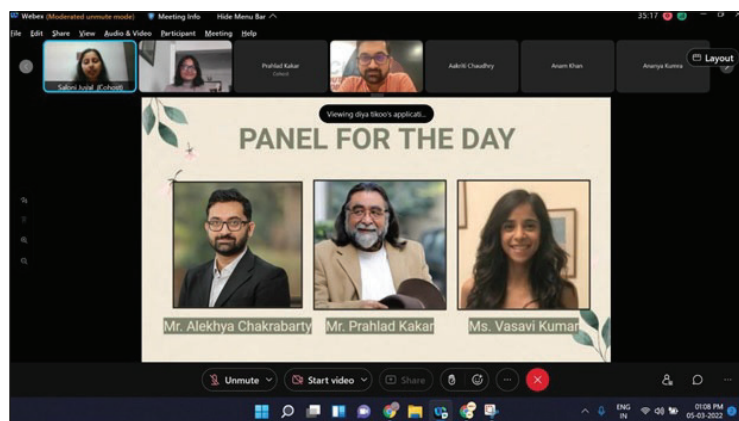 Webex (Moderated unmute mode) Meeting Info Hide Menu Bar 35:17
File Edit Share View Audio & Video Participant Meeting Help
Layout
Saloni Jusal (Cohost)
Prahlad Kakar
Cohost
Aakriti Chaudhry
Anam Khan
Ananya Kumra
Viewing diya tikoo's applicati...
PANEL FOR THE DAY
Mr. Alekhya Chakrabarty
Mr. Prahlad Kakar
Ms. Vasavi Kumar
Unmute Start video Share
ENG
IN
01:08 PM
05-03-2022